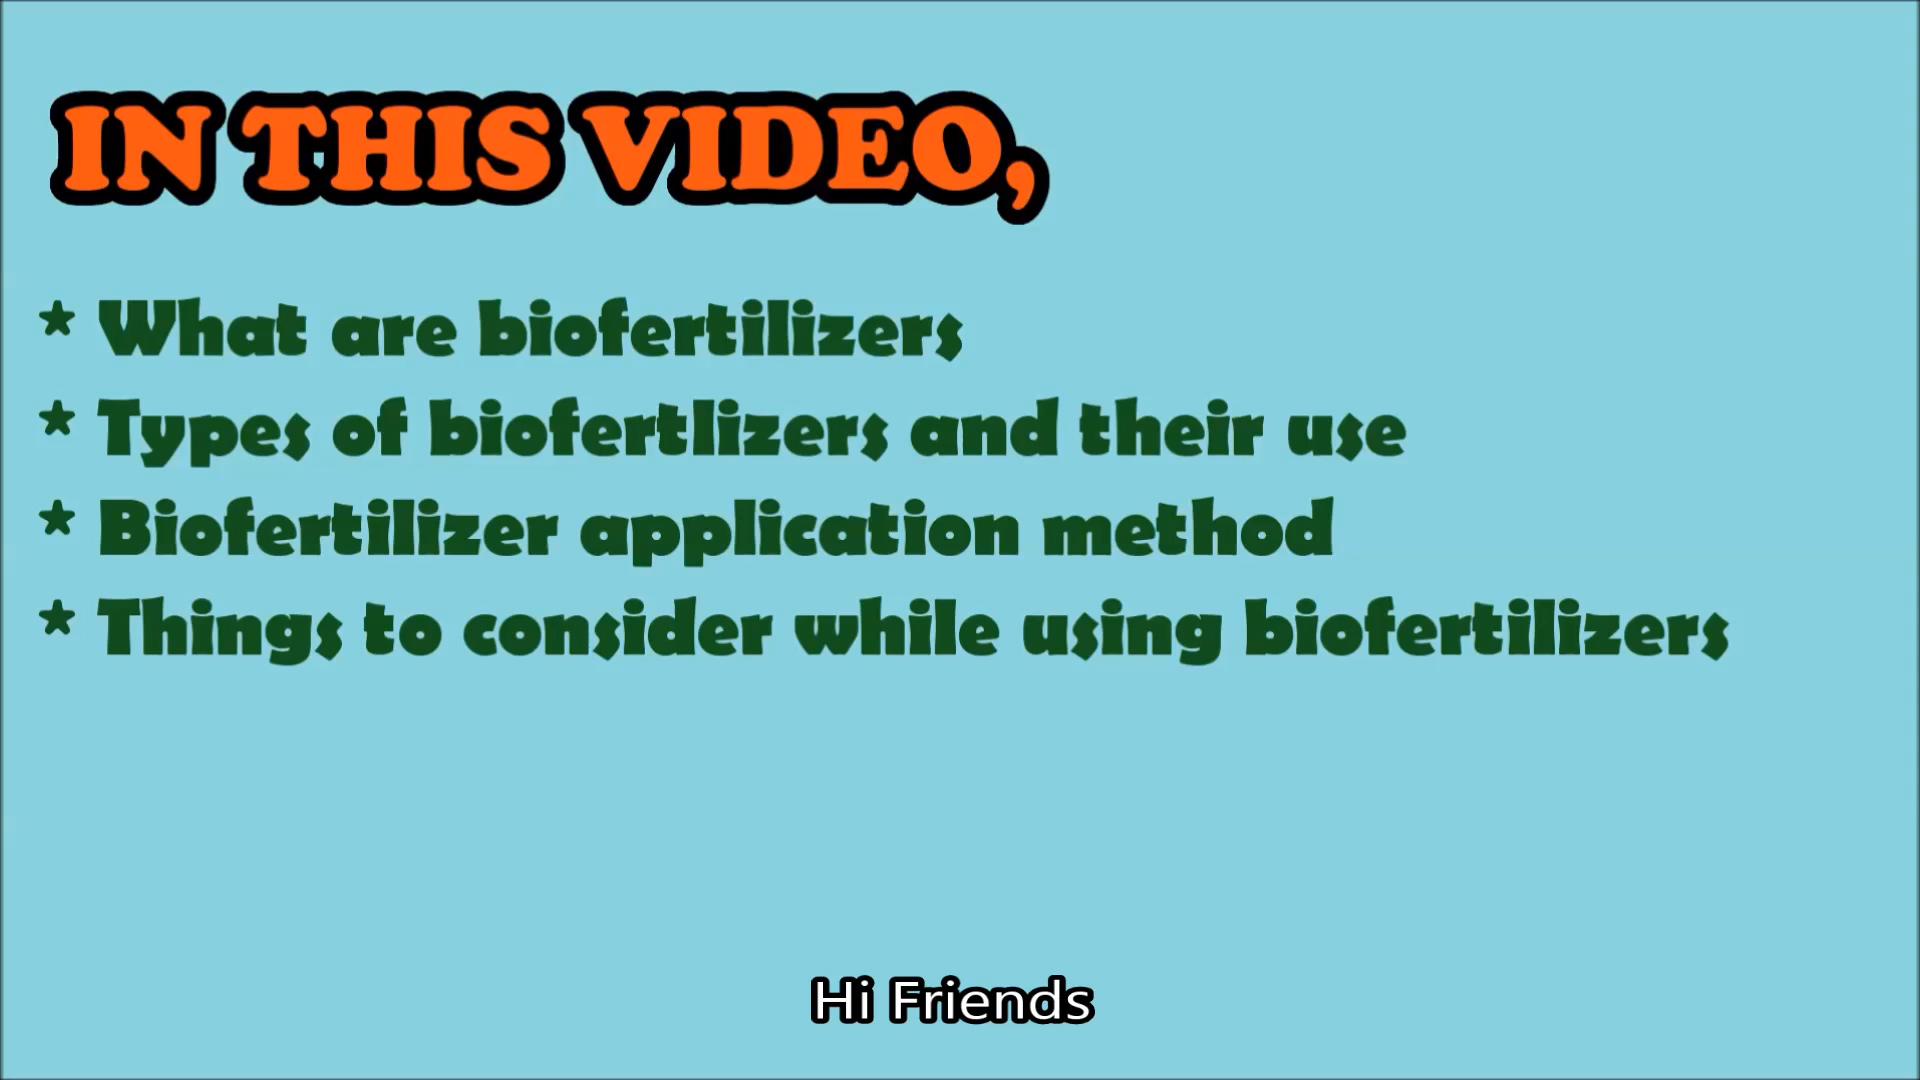 IN THIS VIDEO,
* What are biofertilizers
* Types of biofertlizers and their use
* Biofertilizer application method
* Things to consider while using biofertilizers
Hi Friends